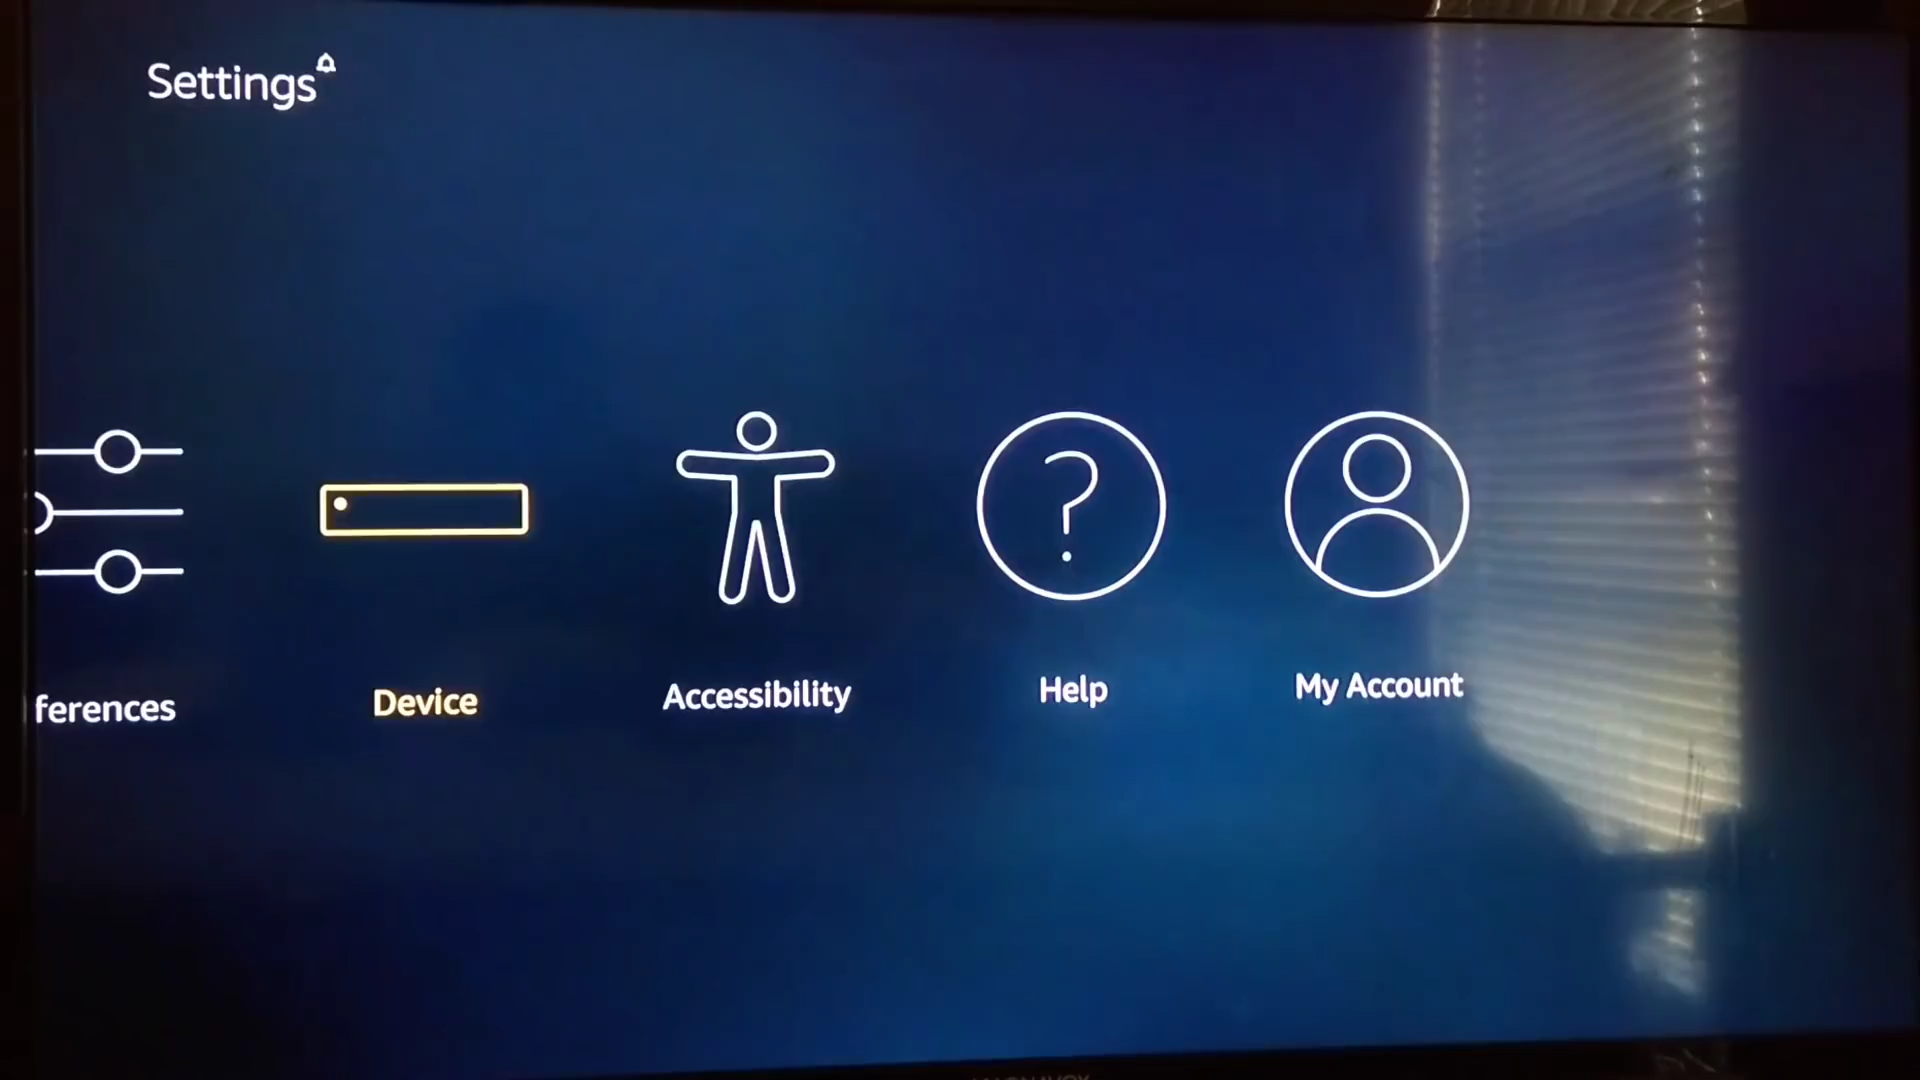 Settings
ferences
Device
Accessibility
Help
My Account